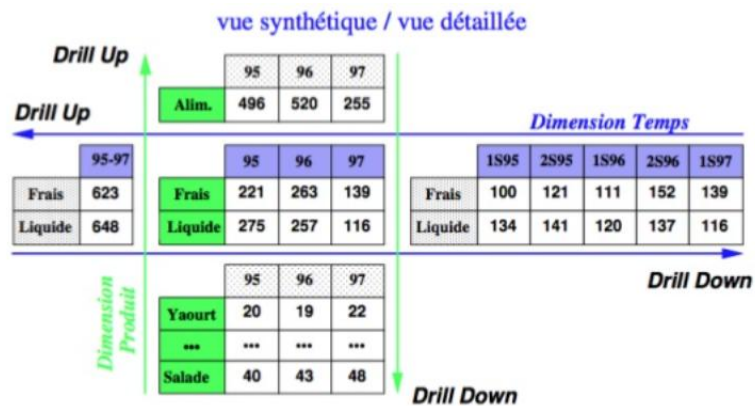 vue synthétique / vue détaillée
Drill Up
95 96 97
Alim. 496 520 255
Drill Up
Dimension Temps
95-97
Frais 623
Liquide 648
95 96 97
Frais 221 263 139
Liquide 275 257 116
1S95 2S95 1S96 2S96 1S97
Frais 100 121 111 152 139
Liquide 134 141 120 137 116
Drill Down
Dimension
Produit
95 96 97
Yaourt 20 19 22
... ... ... ...
Salade 40 43 48
Drill Down